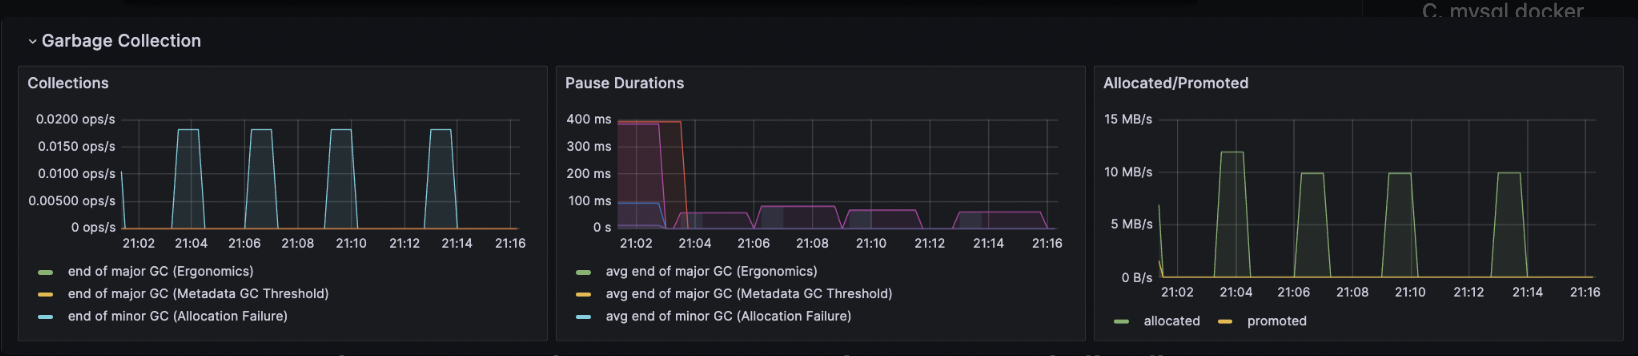 C. mysql docker
Garbage Collection
Collections
0.0200 ops/s
0.0150 ops/s
0.0100 ops/s
0.00500 ops/s
0 ops/s
21:02 21:04 21:06 21:08 21:10 21:12 21:14 21:16
end of major GC (Ergonomics)
end of major GC (Metadata GC Threshold)
end of minor GC (Allocation Failure)
Pause Durations
400 ms
300 ms
200 ms
100 ms
0 s
21:02 21:04 21:06 21:08 21:10 21:12 21:14 21:16
avg end of major GC (Ergonomics)
avg end of major GC (Metadata GC Threshold)
avg end of minor GC (Allocation Failure)
Allocated/Promoted
15 MB/s
10 MB/s
5 MB/s
0 B/s
21:02 21:04 21:06 21:08 21:10 21:12 21:14 21:16
allocated promoted